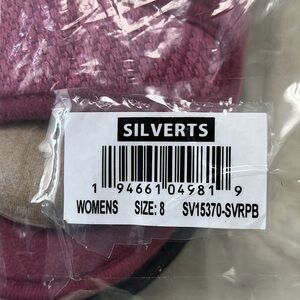 SILVERTS
1 94661 04981 9
WOMENS SIZE: 8 SV15370-SVRPB